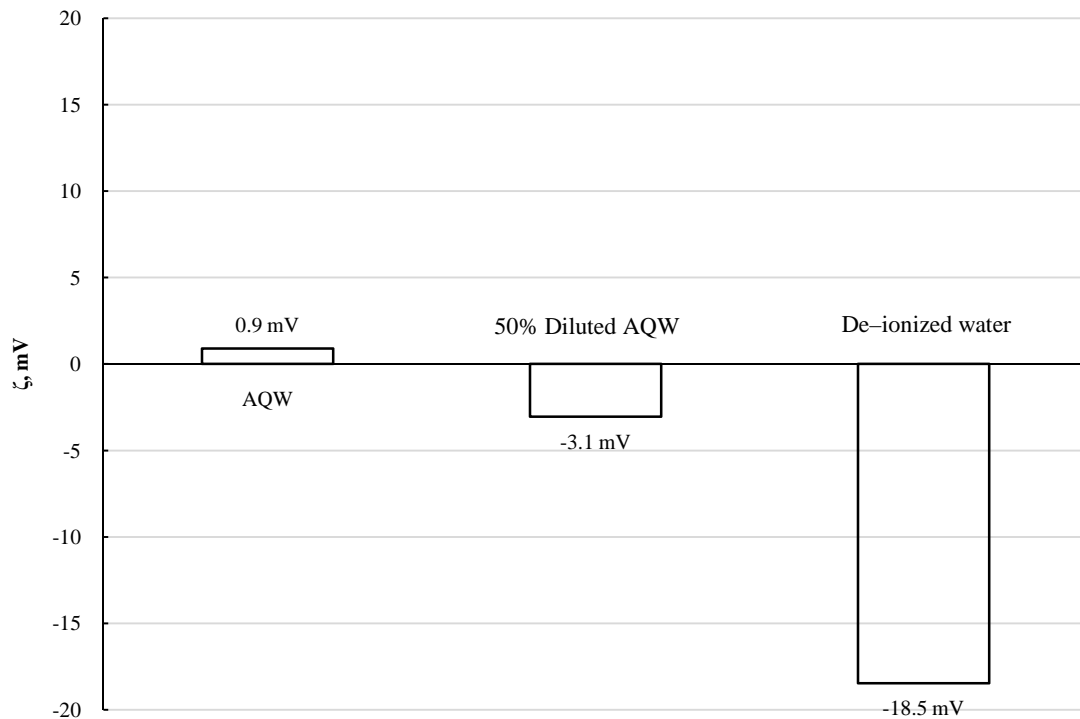 20
15
10
5
0
-5
-10
-15
-20
ζ, mV
0.9 mV
AQW
50% Diluted AQW
-3.1 mV
De–ionized water
-18.5 mV